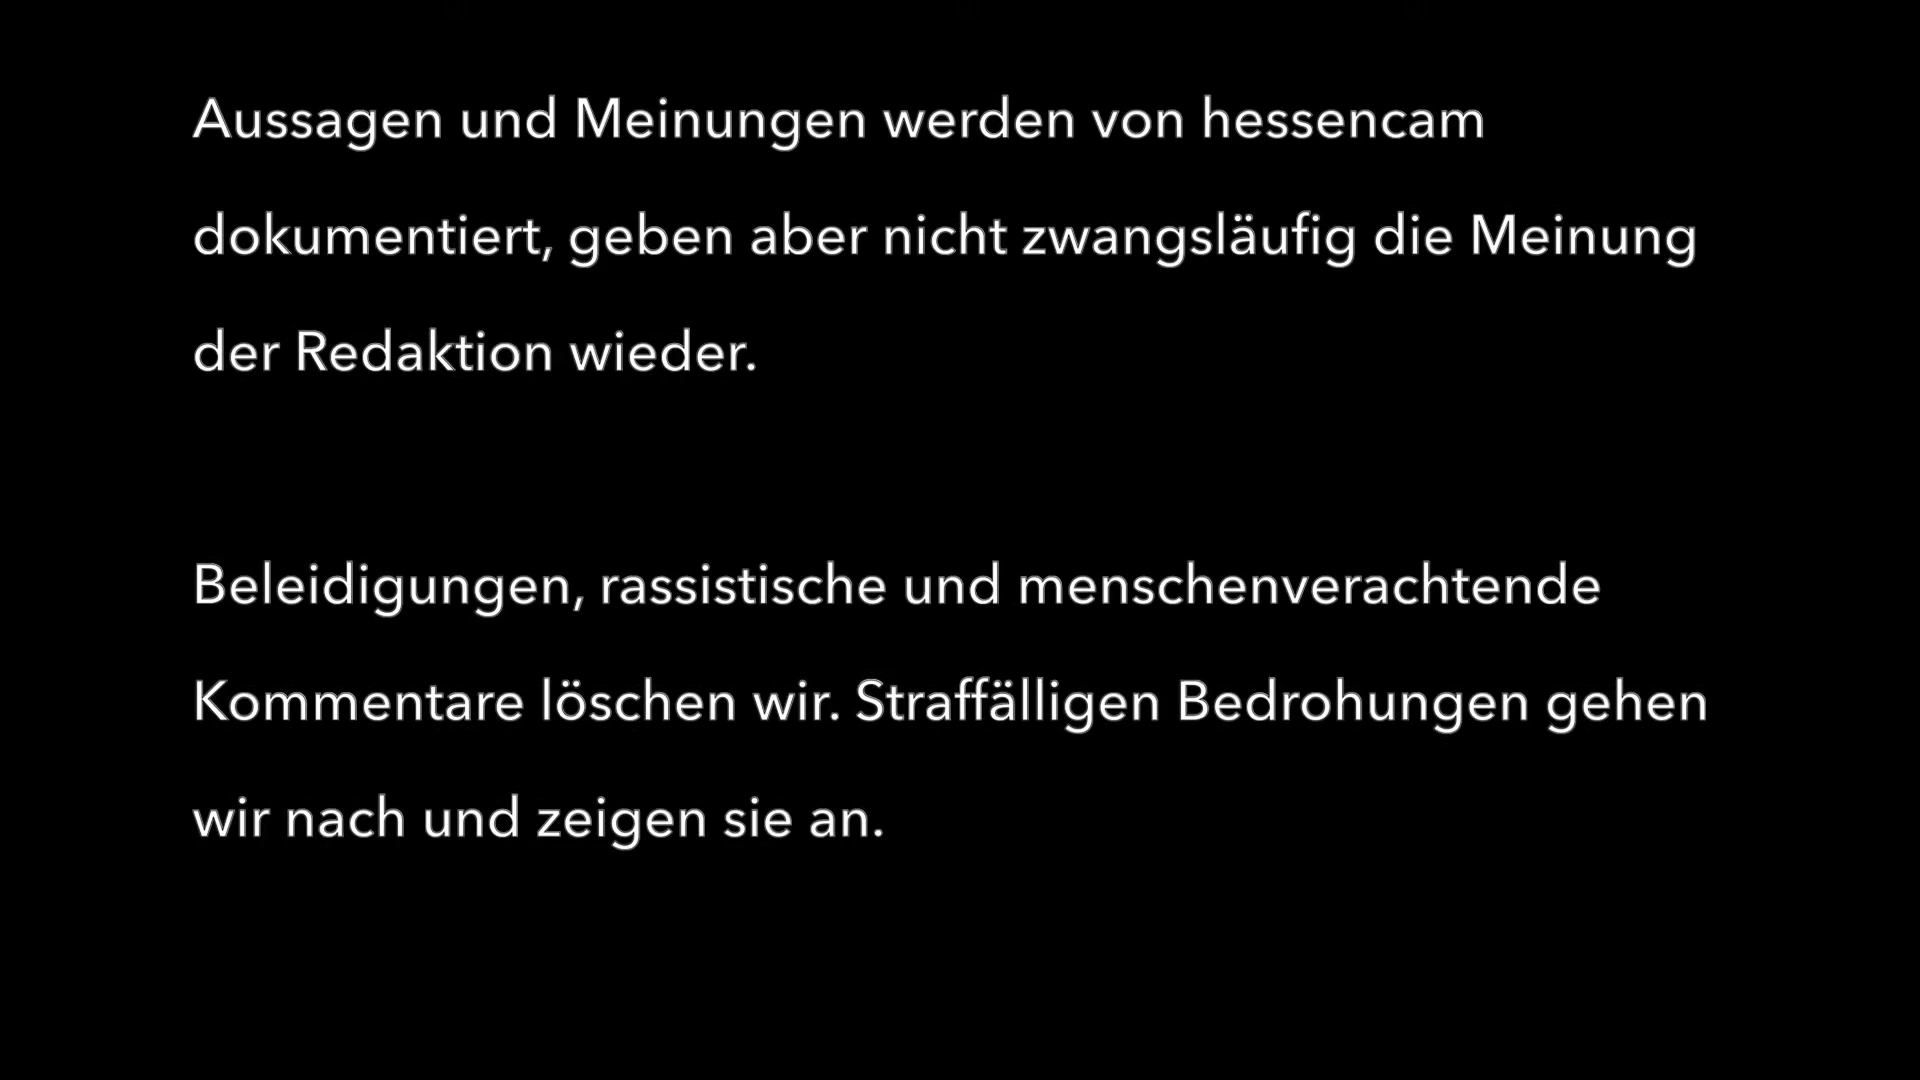 Aussagen und Meinungen werden von hessencam
dokumentiert, geben aber nicht zwangsläufig die Meinung
der Redaktion wieder.
Beleidigungen, rassistische und menschenverachtende
Kommentare löschen wir. Straffälligen Bedrohungen gehen
wir nach und zeigen sie an.